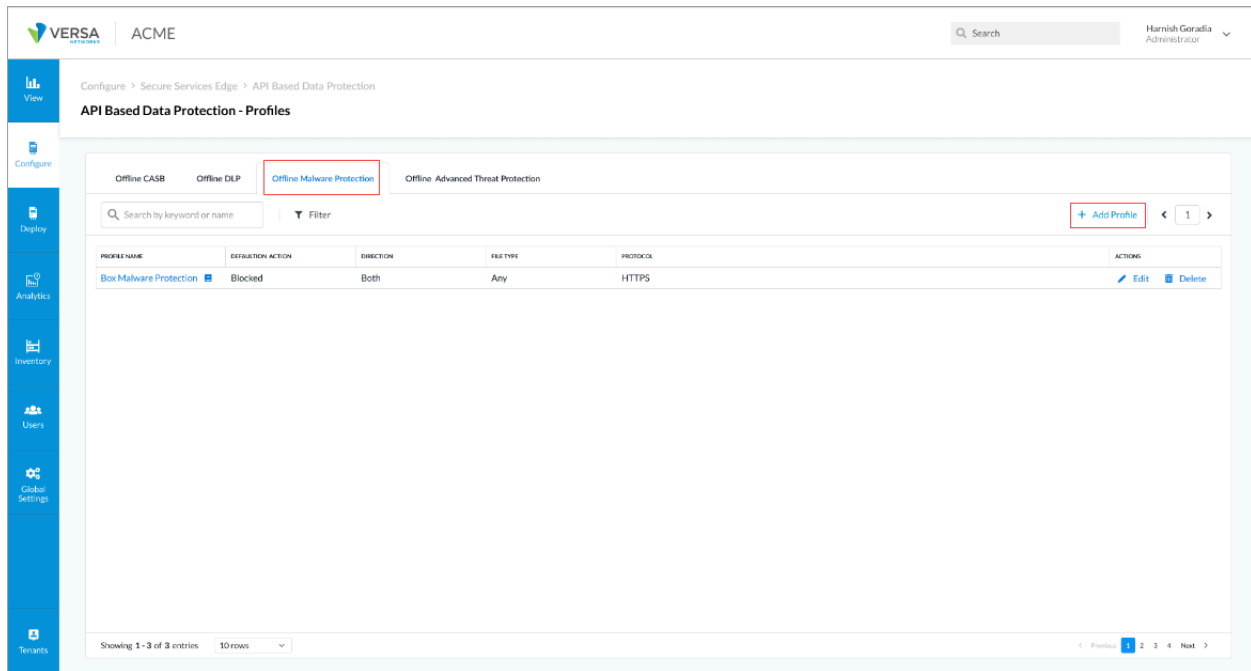 VERSA
NETWORKS
ACME
Search
Harnish Goradia
Administrator
View
Configure
Deploy
Analytics
Inventory
Users
Global
Settings
Tenants
Configure > Secure Services Edge > API Based Data Protection
API Based Data Protection - Profiles
Offline CASB Offline DLP Offline Malware Protection Offline Advanced Threat Protection
Search by keyword or name Filter + Add Profile < 1 >
PROFILE NAME DEFAULTION ACTION DIRECTION FILE TYPE PROTOCOL ACTIONS
Box Malware Protection Blocked Both Any HTTPS Edit Delete
Showing 1 - 3 of 3 entries 10 rows < Previous 1 2 3 4 Next >